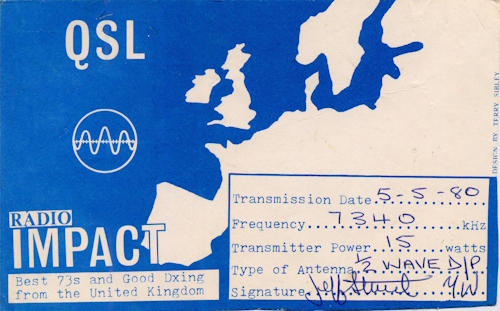 QSL
DESIGN BY TERRY SIBLEY
RADIO
IMPACT
Best 73s and Good Dxing
from the United Kingdom
Transmission Date 5-5-80
Frequency 7340 kHz
Transmitter Power 15 watts
Type of Antenna ½ WAVE DIP
Signature Jeff